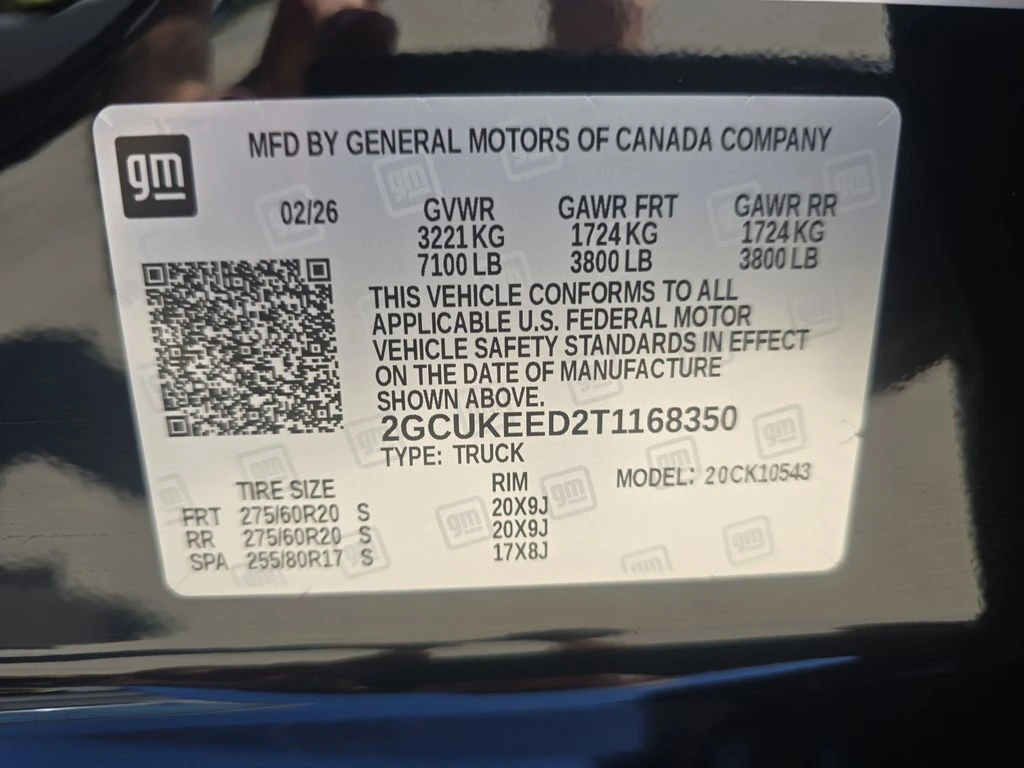 gm
MFD BY GENERAL MOTORS OF CANADA COMPANY
02/26
GVWR GAWR FRT GAWR RR
3221 KG 1724 KG 1724 KG
7100 LB 3800 LB 3800 LB
THIS VEHICLE CONFORMS TO ALL
APPLICABLE U.S. FEDERAL MOTOR
VEHICLE SAFETY STANDARDS IN EFFECT
ON THE DATE OF MANUFACTURE
SHOWN ABOVE.
2GCUKEED2T1168350
TYPE: TRUCK
TIRE SIZE RIM MODEL: 20CK10543
FRT 275/60R20 S 20X9J
RR 275/60R20 S 20X9J
SPA 255/80R17 S 17X8J